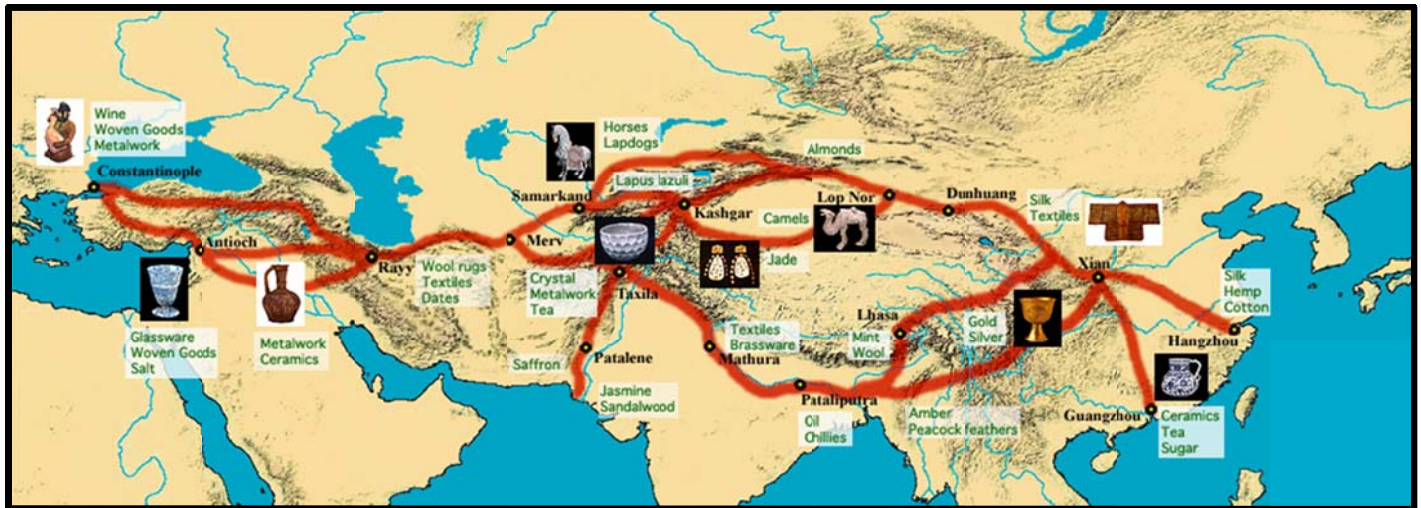 Wine
Woven Goods
Metalwork
Constantinople
Antioch
Glassware
Woven Goods
Salt
Metalwork
Ceramics
Rayy
Wool rugs
Textiles
Dates
Merv
Samarkand
Horses
Lapdogs
Lapus lazuli
Kashgar
Almonds
Camels
Lop Nor
Jade
Dunhuang
Crystal
Metalwork
Tea
Taxila
Saffron
Patalene
Jasmine
Sandalwood
Textiles
Brassware
Mathura
Pataliputra
Oil
Chillies
Lhasa
Mint
Wool
Gold
Silver
Amber
Peacock feathers
Silk
Textiles
Xian
Silk
Hemp
Cotton
Hangzhou
Guangzhou
Ceramics
Tea
Sugar